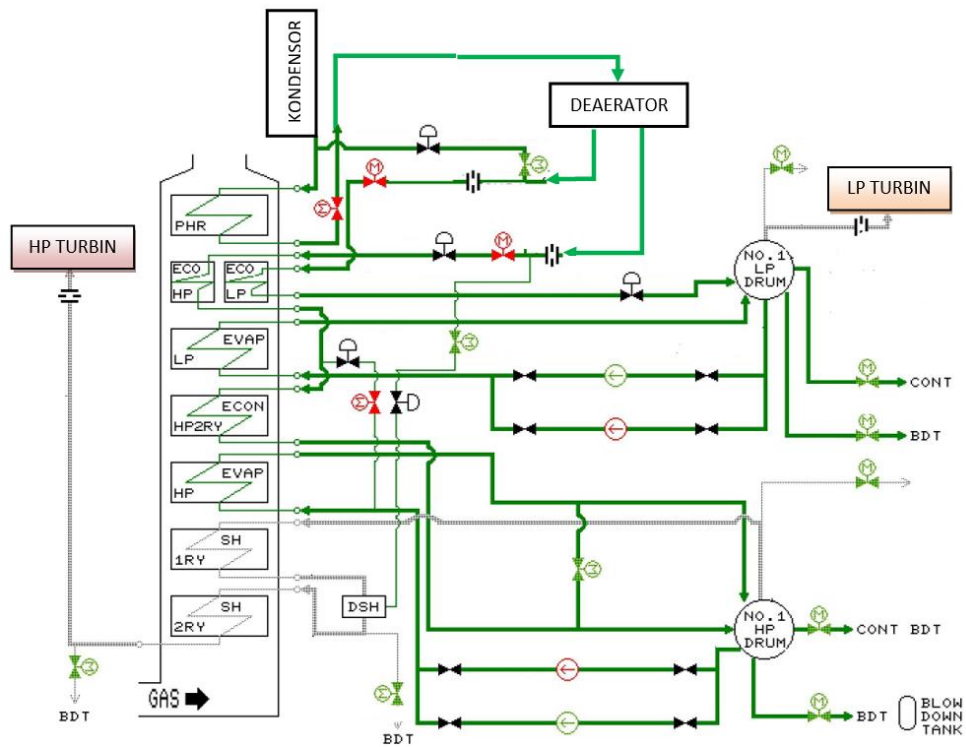 KONDENSOR
DEAERATOR
M
M
M
LP TURBIN
PHR
M
HP TURBIN
ECO
HP
ECO
LP
M
NO.1
LP
DRUM
EVAP
LP
M
M
CONT
ECON
HP2RY
M
M
BDT
EVAP
HP
M
SH
1RY
M
DSH
SH
2RY
NO.1
HP
DRUM
M
CONT BDT
M
BDT
GAS
M
BDT
M
BDT
BLOW
DOWN
TANK